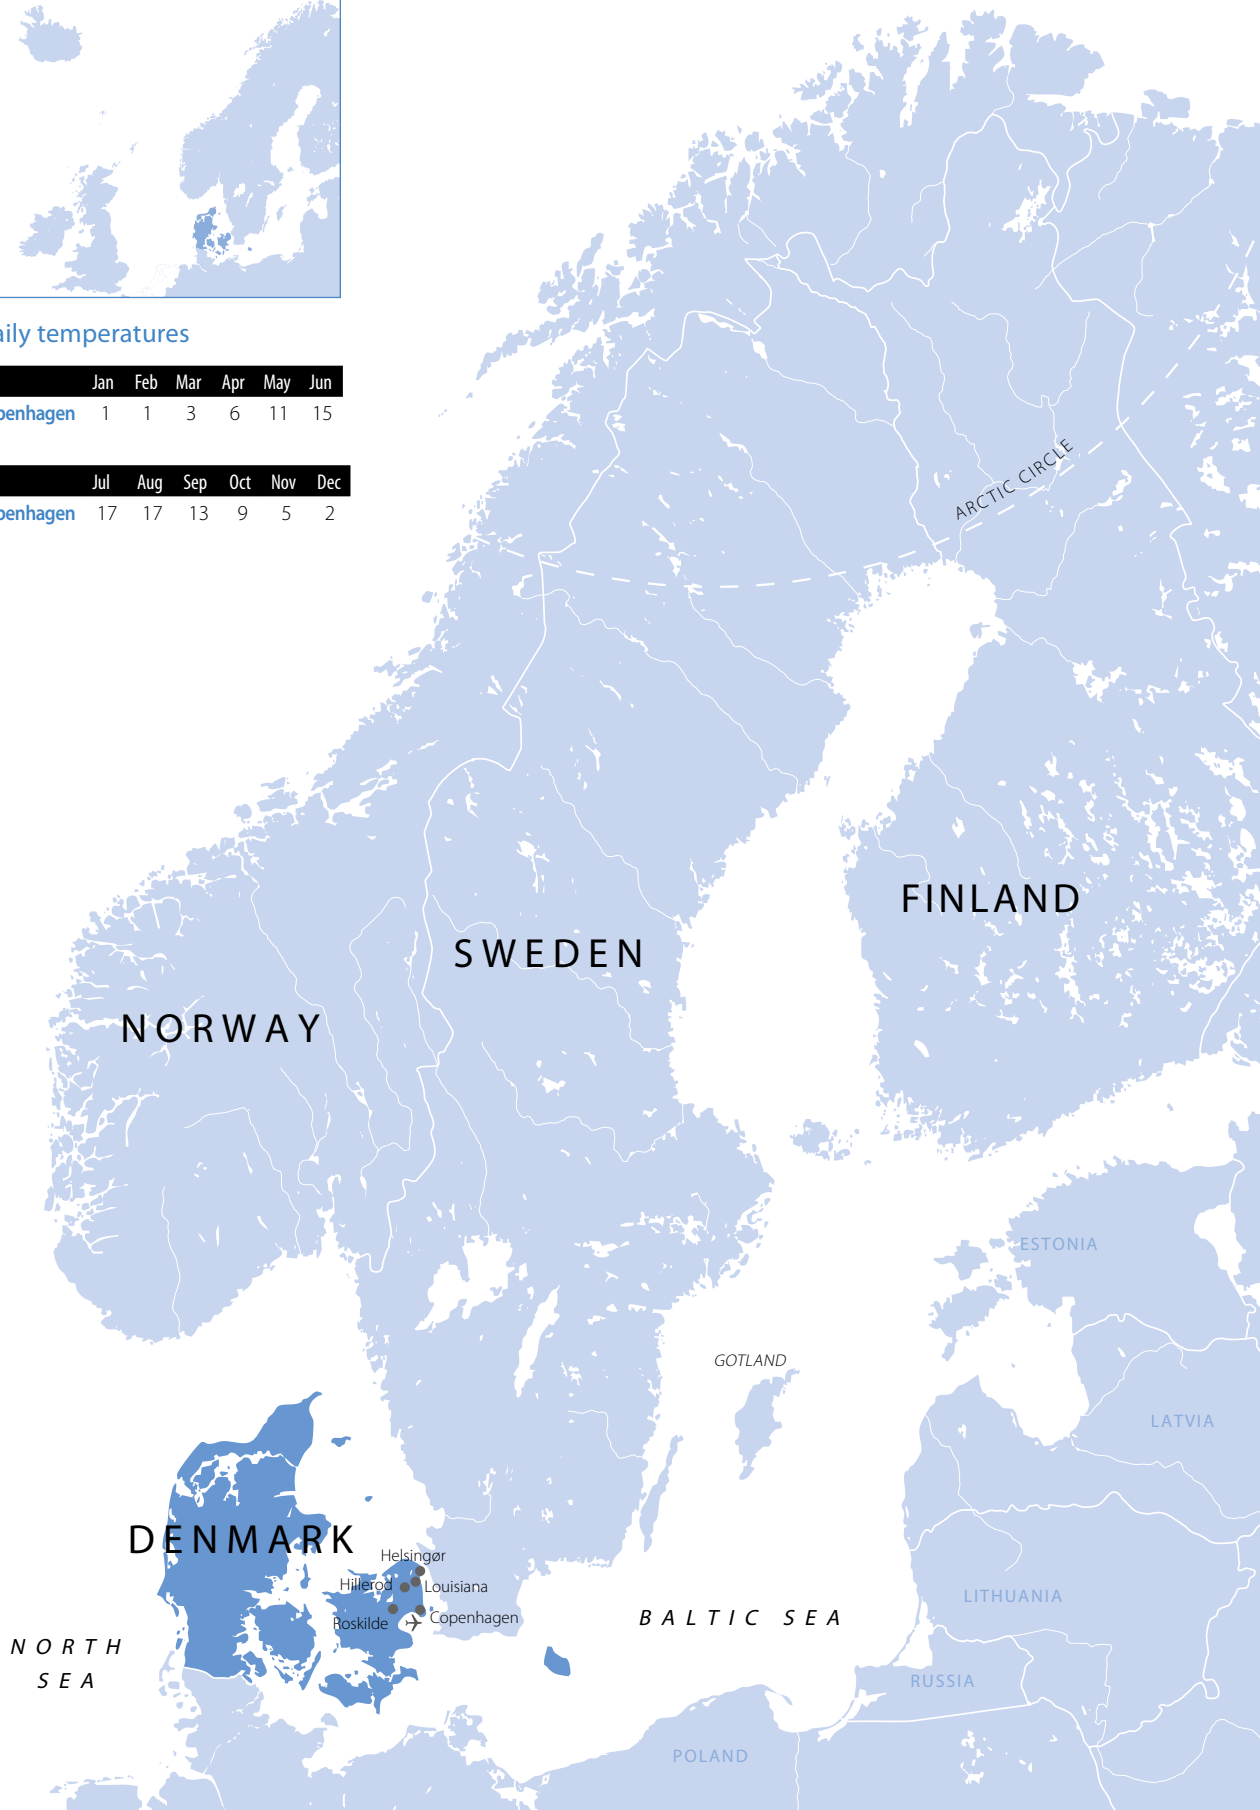 aily temperatures
Jan Feb Mar Apr May Jun
penhagen 1 1 3 6 11 15
Jul Aug Sep Oct Nov Dec
penhagen 17 17 13 9 5 2
ARCTIC CIRCLE
FINLAND
SWEDEN
NORWAY
ESTONIA
GOTLAND
LATVIA
DENMARK
Helsingør
Hillerod
Louisiana
Roskilde
Copenhagen
LITHUANIA
BALTIC SEA
NORTH
SEA
RUSSIA
POLAND